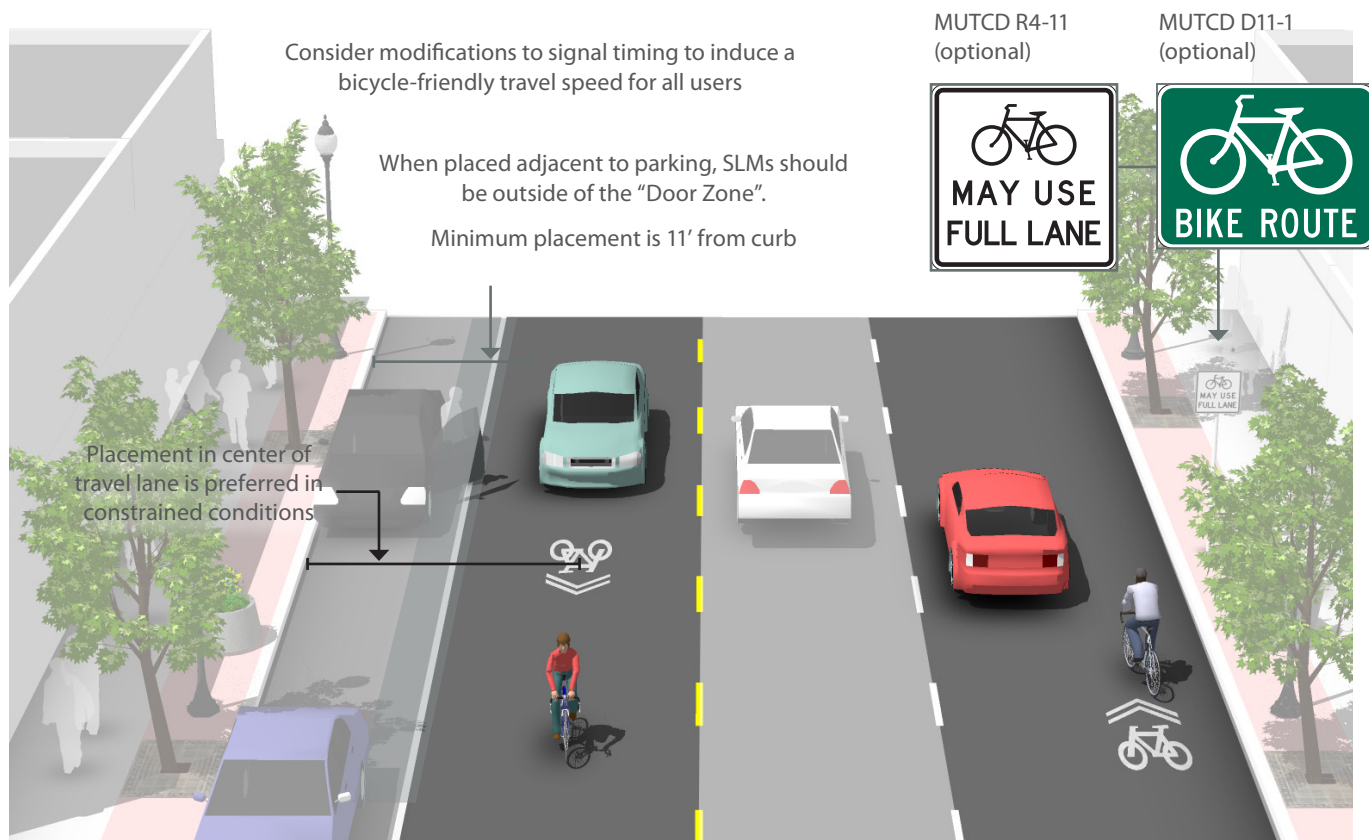 MUTCD R4-11
(optional)
MUTCD D11-1
(optional)
Consider modifications to signal timing to induce a
bicycle-friendly travel speed for all users
MAY USE
FULL LANE
BIKE ROUTE
When placed adjacent to parking, SLMs should
be outside of the “Door Zone”.
Minimum placement is 11’ from curb
MAY USE
FULL LANE
Placement in center of
travel lane is preferred in
constrained conditions